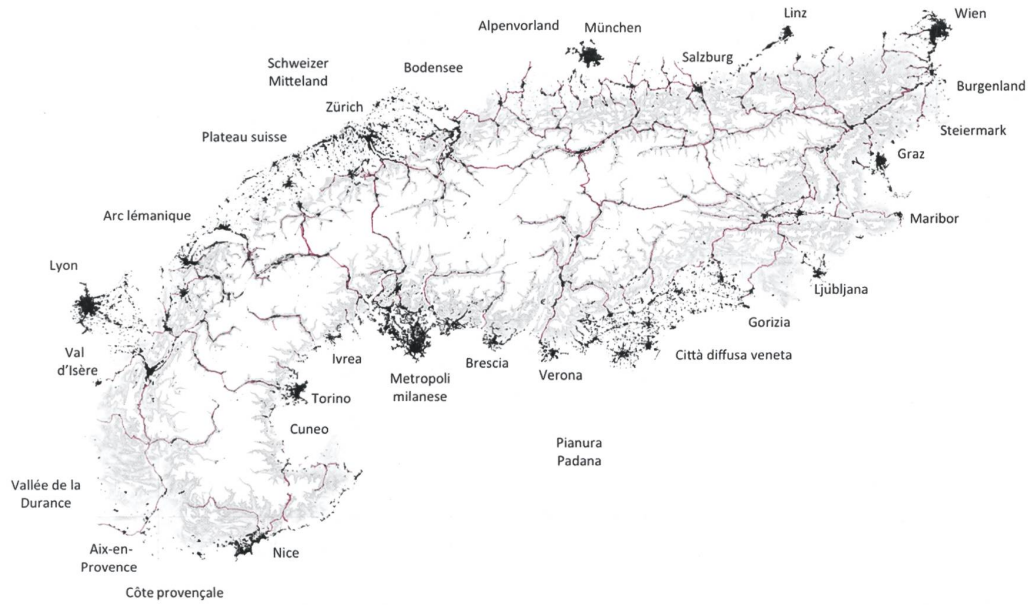 Linz
Wien
Alpenvorland
München
Salzburg
Schweizer
Mitteland
Bodensee
Burgenland
Zürich
Plateau suisse
Steiermark
Graz
Arc lémanique
Maribor
Lyon
Ljübljana
Gorizia
Val
d'Isère
Ivrea
Brescia
Città diffusa veneta
Metropoli
milanese
Verona
Torino
Cuneo
Pianura
Padana
Vallée de la
Durance
Aix-en-
Provence
Nice
Côte provençale